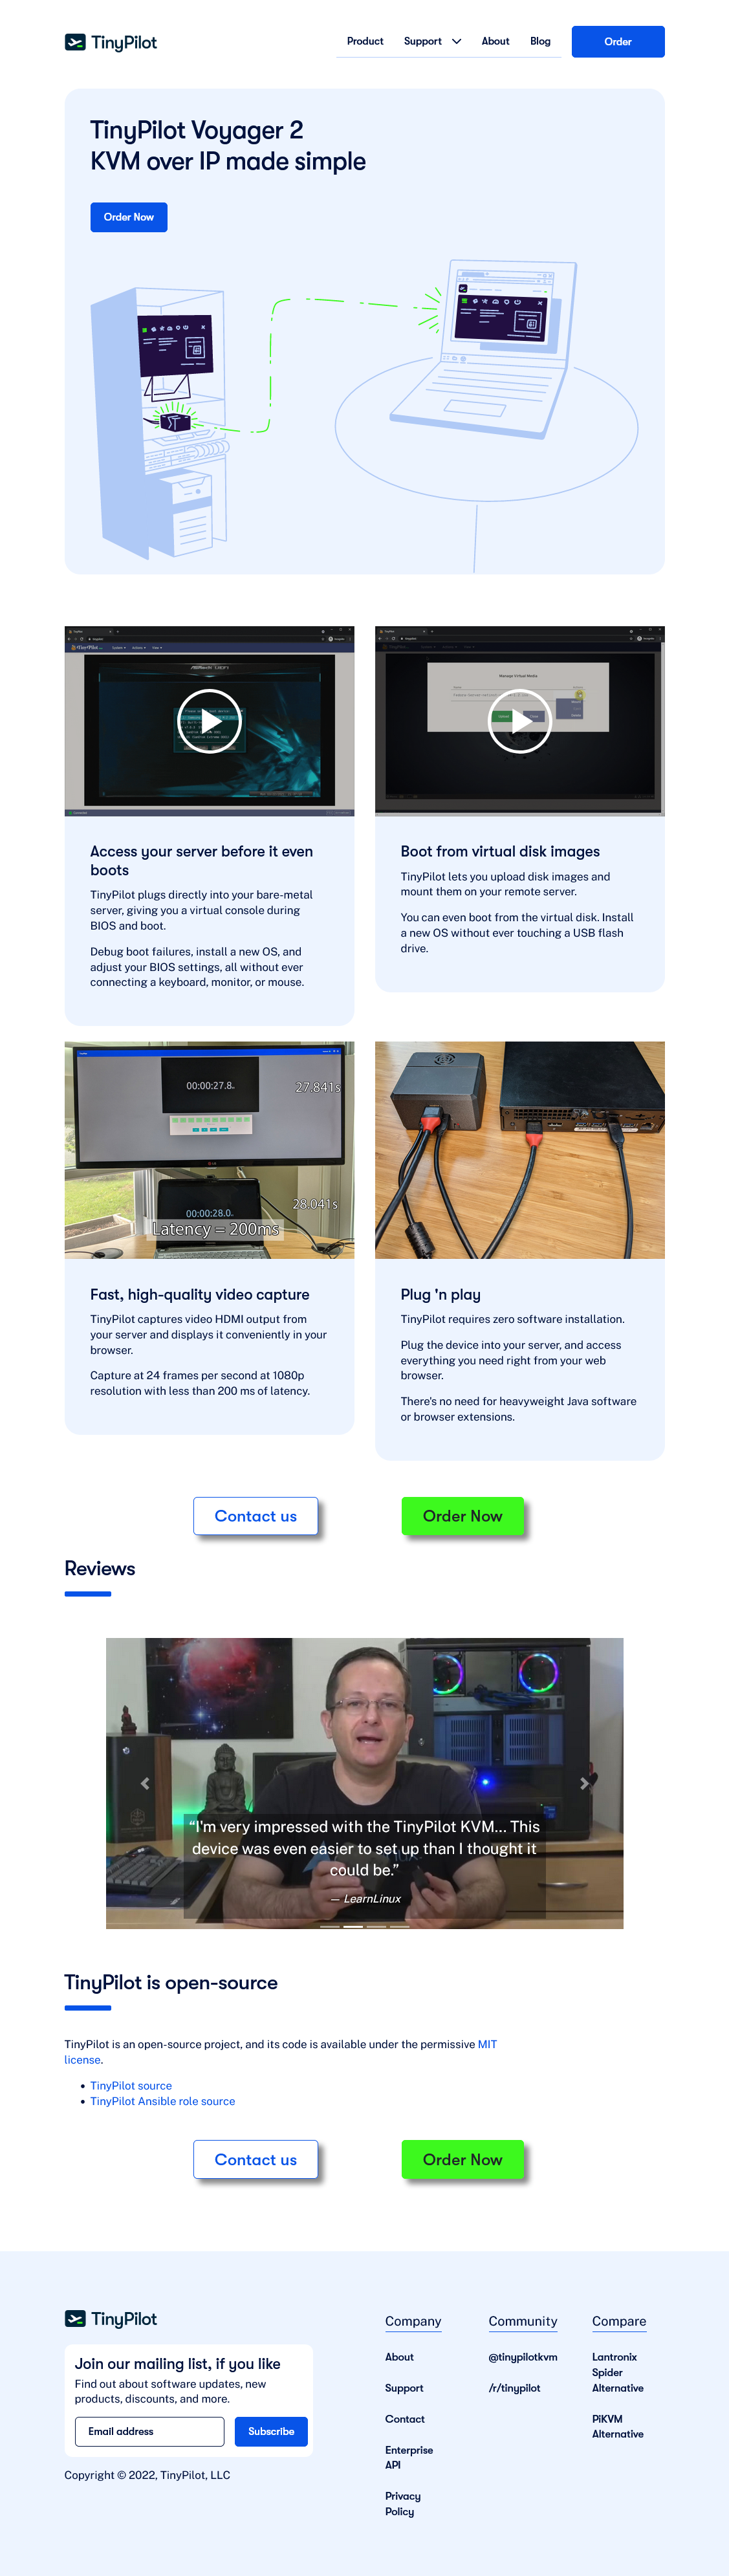 TinyPilot
Product Support About Blog Order
TinyPilot Voyager 2
KVM over IP made simple
Order Now
Access your server before it even
boots
TinyPilot plugs directly into your bare-metal
server, giving you a virtual console during
BIOS and boot.
Debug boot failures, install a new OS, and
adjust your BIOS settings, all without ever
connecting a keyboard, monitor, or mouse.
Manage Virtual Media
Boot from virtual disk images
TinyPilot lets you upload disk images and
mount them on your remote server.
You can even boot from the virtual disk. Install
a new OS without ever touching a USB flash
drive.
00:00:27.8
27.841s
00:00:28.0
28.041s
Latency = 200ms
Fast, high-quality video capture
TinyPilot captures video HDMI output from
your server and displays it conveniently in your
browser.
Capture at 24 frames per second at 1080p
resolution with less than 200 ms of latency.
Plug 'n play
TinyPilot requires zero software installation.
Plug the device into your server, and access
everything you need right from your web
browser.
There's no need for heavyweight Java software
or browser extensions.
Contact us
Order Now
Reviews
“I'm very impressed with the TinyPilot KVM... This
device was even easier to set up than I thought it
could be.”
— LearnLinux
TinyPilot is open-source
TinyPilot is an open-source project, and its code is available under the permissive MIT
license.
• TinyPilot source
• TinyPilot Ansible role source
Contact us
Order Now
TinyPilot
Join our mailing list, if you like
Find out about software updates, new
products, discounts, and more.
Email address
Subscribe
Copyright © 2022, TinyPilot, LLC
Company
About
Support
Contact
Enterprise
API
Privacy
Policy
Community
@tinypilotkvm
/r/tinypilot
Compare
Lantronix
Spider
Alternative
PiKVM
Alternative